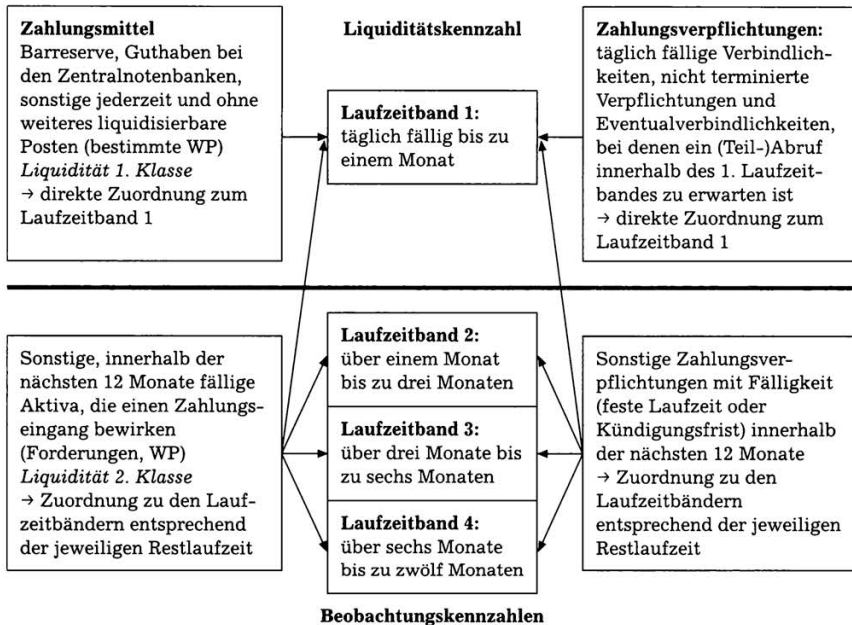 Zahlungsmittel
Barreserve, Guthaben bei
den Zentralnotenbanken,
sonstige jederzeit und ohne
weiteres liquidisierbare
Posten (bestimmte WP)
Liquidität 1. Klasse
→ direkte Zuordnung zum
Laufzeitband 1
Liquiditätskennzahl
Laufzeitband 1:
täglich fällig bis zu
einem Monat
Zahlungsverpflichtungen:
täglich fällige Verbindlich-
keiten, nicht terminierte
Verpflichtungen und
Eventualverbindlichkeiten,
bei denen ein (Teil-)Abruf
innerhalb des 1. Laufzeit-
bandes zu erwarten ist
→ direkte Zuordnung zum
Laufzeitband 1
Sonstige, innerhalb der
nächsten 12 Monate fällige
Aktiva, die einen Zahlungs-
eingang bewirken
(Forderungen, WP)
Liquidität 2. Klasse
→ Zuordnung zu den Lauf-
zeitbändern entsprechend
der jeweiligen Restlaufzeit
Laufzeitband 2:
über einem Monat
bis zu drei Monaten
Laufzeitband 3:
über drei Monate bis
zu sechs Monaten
Laufzeitband 4:
über sechs Monate
bis zu zwölf Monaten
Sonstige Zahlungsver-
pflichtungen mit Fälligkeit
(feste Laufzeit oder
Kündigungsfrist) innerhalb
der nächsten 12 Monate
→ Zuordnung zu den
Laufzeitbändern
entsprechend der jeweiligen
Restlaufzeit
Beobachtungskennzahlen